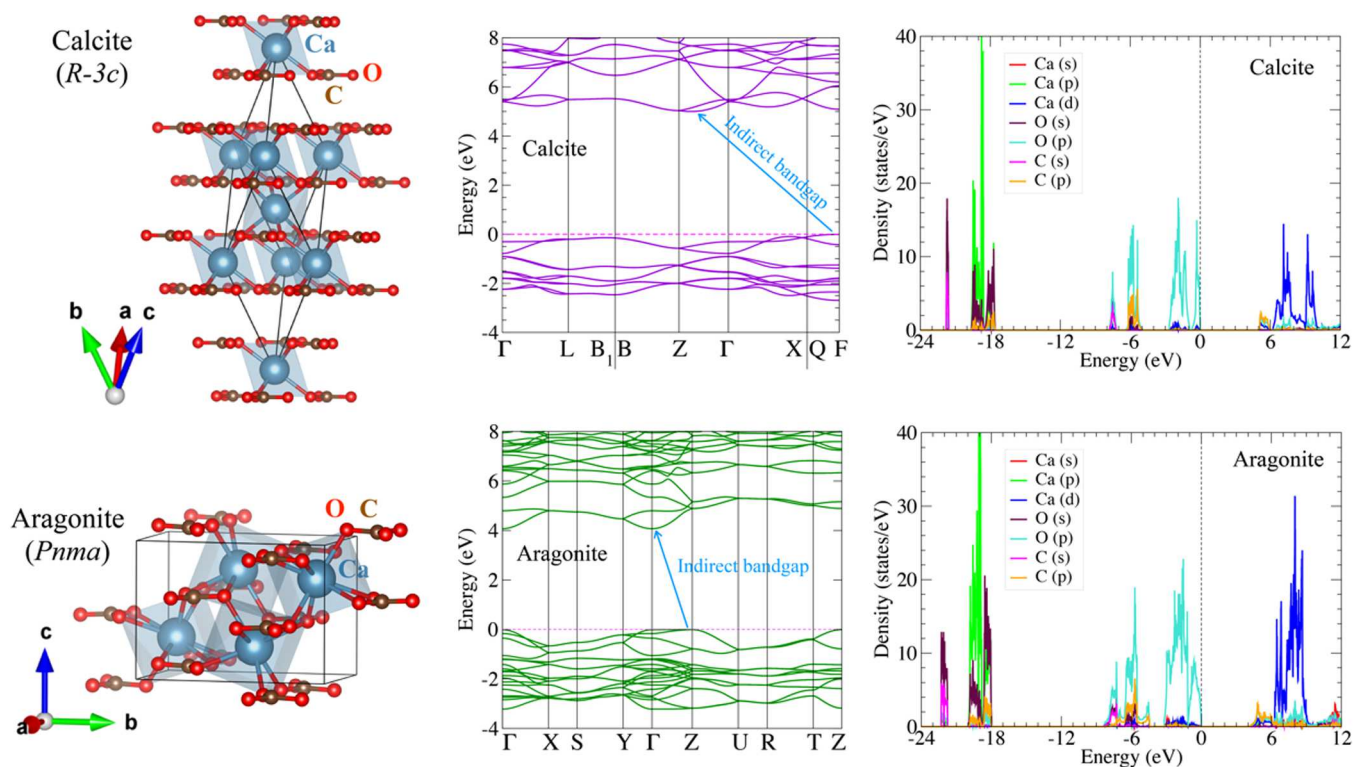 Calcite
(R-3c)
Ca
O
C
b
a
c
8
6
4
2
0
-2
-4
Energy (eV)
Calcite
Indirect bandgap
Γ L B₁ B Z Γ X Q F
40
30
20
10
0
Density (states/eV)
Ca (s)
Ca (p)
Ca (d)
O (s)
O (p)
C (s)
C (p)
Calcite
-24 -18 -12 -6 0 6 12
Energy (eV)
Aragonite
(Pnma)
O C
Ca
c
a
b
8
6
4
2
0
-2
-4
Energy (eV)
Aragonite
Indirect bandgap
Γ X S Y Γ Z U R T Z
40
30
20
10
0
Density (states/eV)
Ca (s)
Ca (p)
Ca (d)
O (s)
O (p)
C (s)
C (p)
Aragonite
-24 -18 -12 -6 0 6 12
Energy (eV)